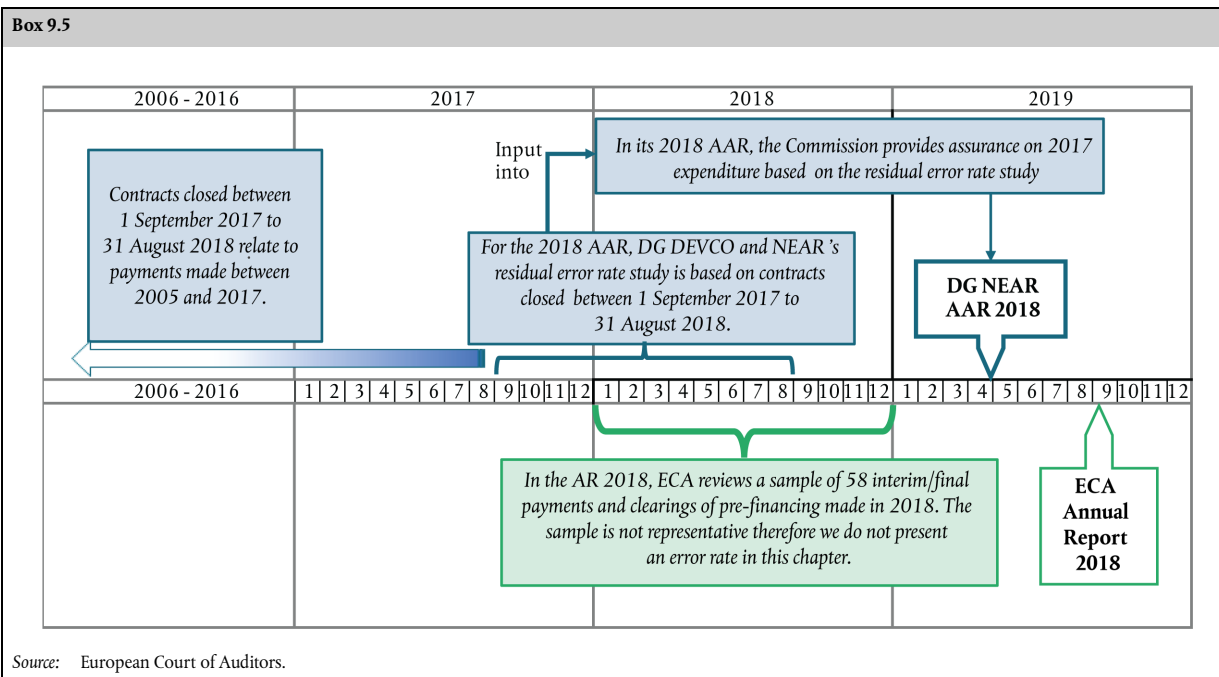 Box 9.5
2006 - 2016 2017 2018 2019
Contracts closed between
1 September 2017 to
31 August 2018 relate to
payments made between
2005 and 2017.
Input
into
In its 2018 AAR, the Commission provides assurance on 2017
expenditure based on the residual error rate study
For the 2018 AAR, DG DEVCO and NEAR 's
residual error rate study is based on contracts
closed between 1 September 2017 to
31 August 2018.
DG NEAR
AAR 2018
2006 - 2016 1 2 3 4 5 6 7 8 9 10 11 12 1 2 3 4 5 6 7 8 9 10 11 12 1 2 3 4 5 6 7 8 9 10 11 12
In the AR 2018, ECA reviews a sample of 58 interim/final
payments and clearings of pre-financing made in 2018. The
sample is not representative therefore we do not present
an error rate in this chapter.
ECA
Annual
Report
2018
Source: European Court of Auditors.